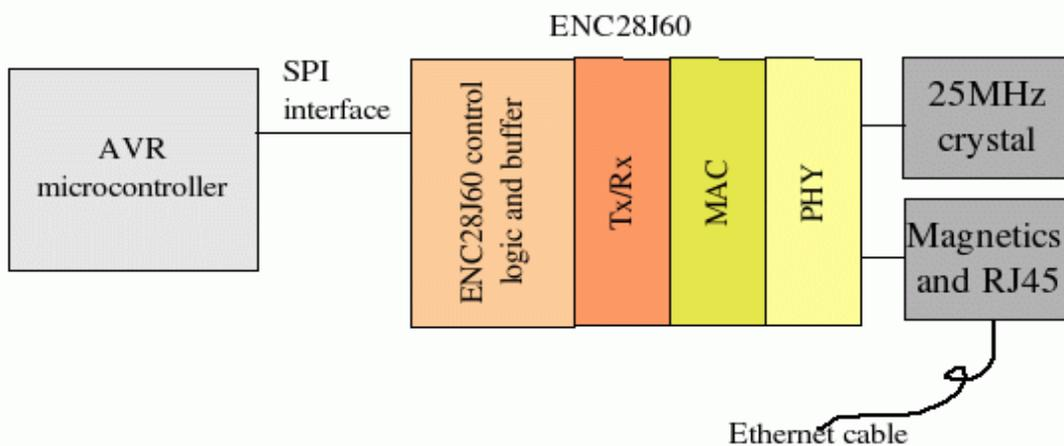 ENC28J60
SPI
interface
AVR
microcontroller
ENC28J60 control
logic and buffer
Tx/Rx
MAC
PHY
25MHz
crystal
Magnetics
and RJ45
Ethernet cable